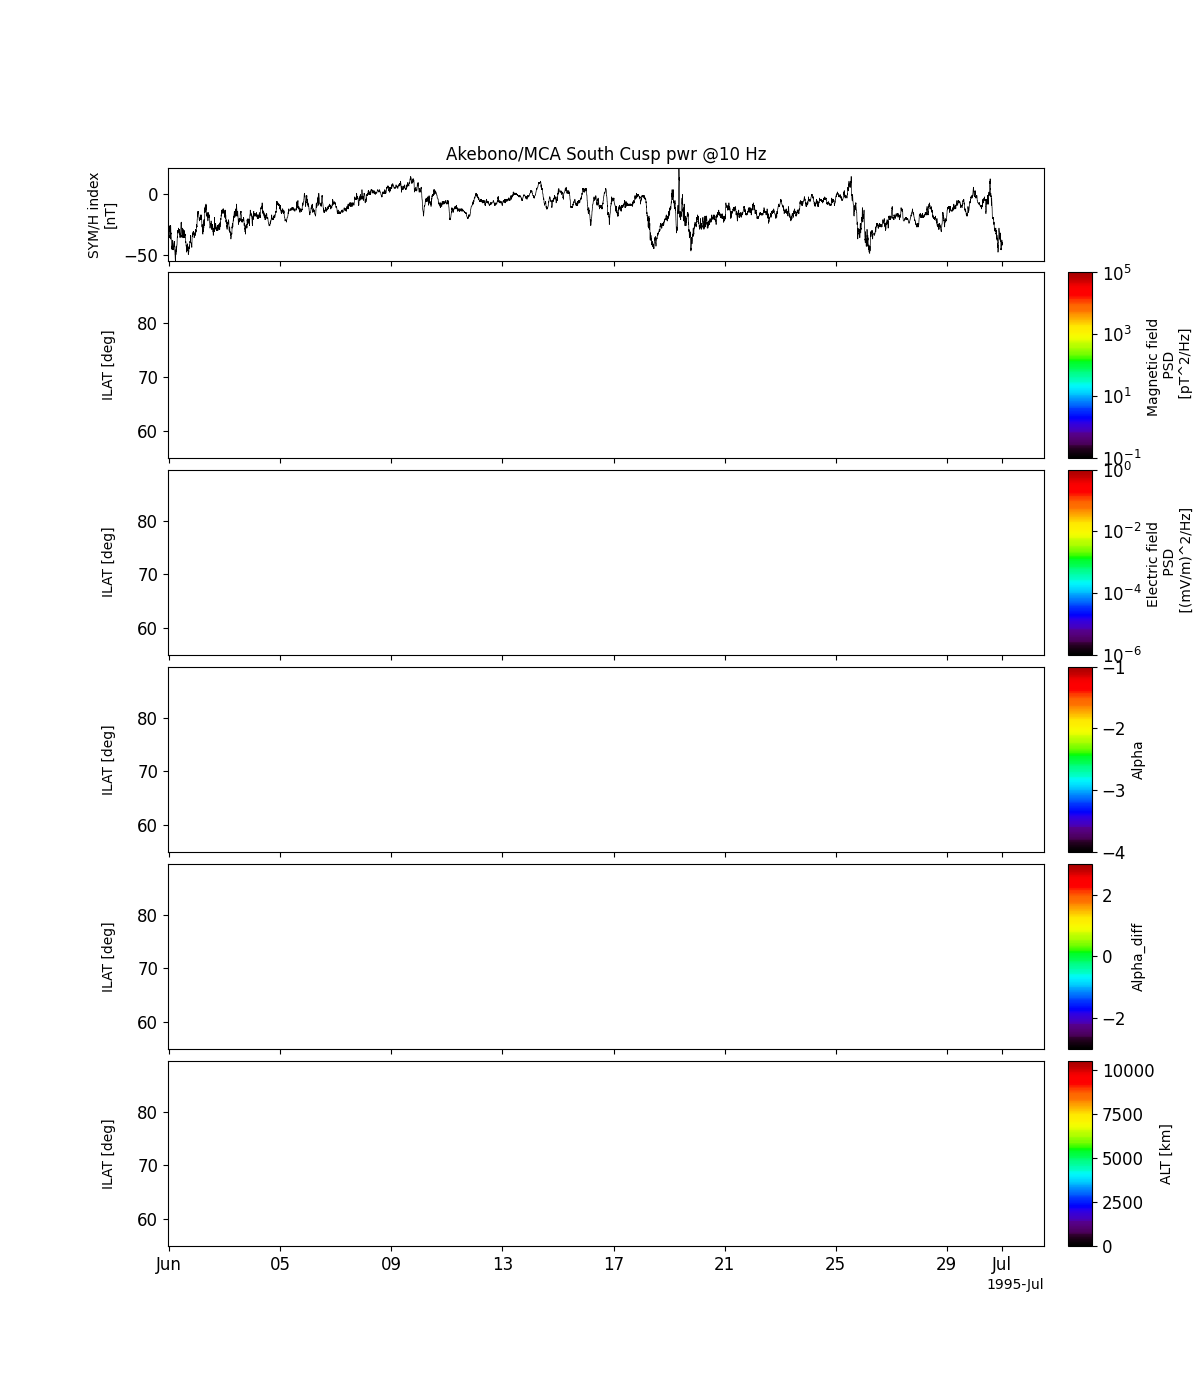 Akebono/MCA South Cusp pwr @10 Hz
SYM/H index
[nT]
0
−50
ILAT [deg]
80
70
60
10^5
10^3
10^1
10^−1
Magnetic field
PSD
[pT^2/Hz]
ILAT [deg]
80
70
60
10^0
10^−2
10^−4
10^−6
Electric field
PSD
[(mV/m)^2/Hz]
ILAT [deg]
80
70
60
−1
−2
−3
−4
Alpha
ILAT [deg]
80
70
60
2
0
−2
Alpha_diff
ILAT [deg]
80
70
60
10000
7500
5000
2500
0
ALT [km]
Jun 05 09 13 17 21 25 29 Jul
1995-Jul